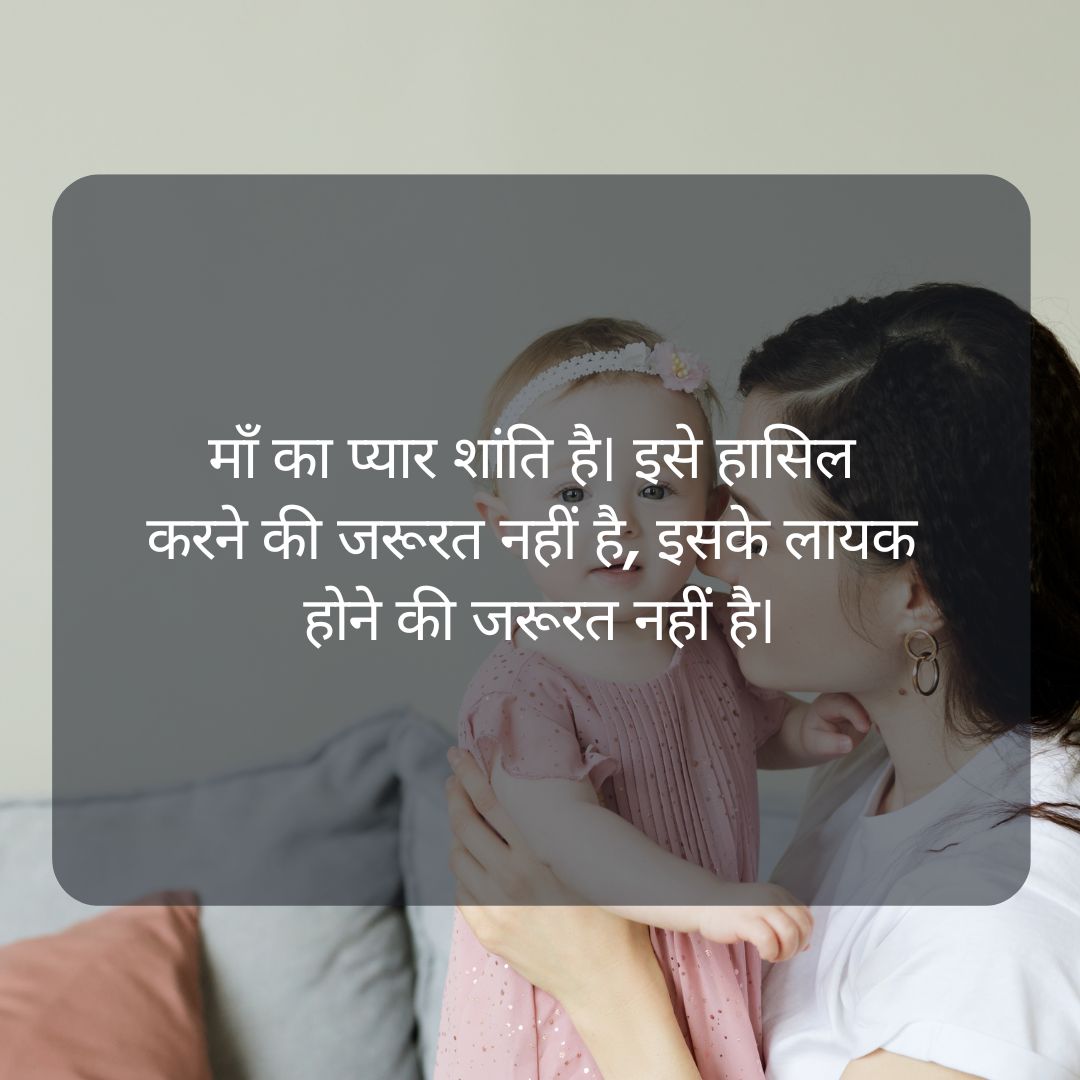 माँ का प्यार शांति है| इसे हासिल
करने की जरूरत नहीं है, इसके लायक
होने की जरूरत नहीं है|